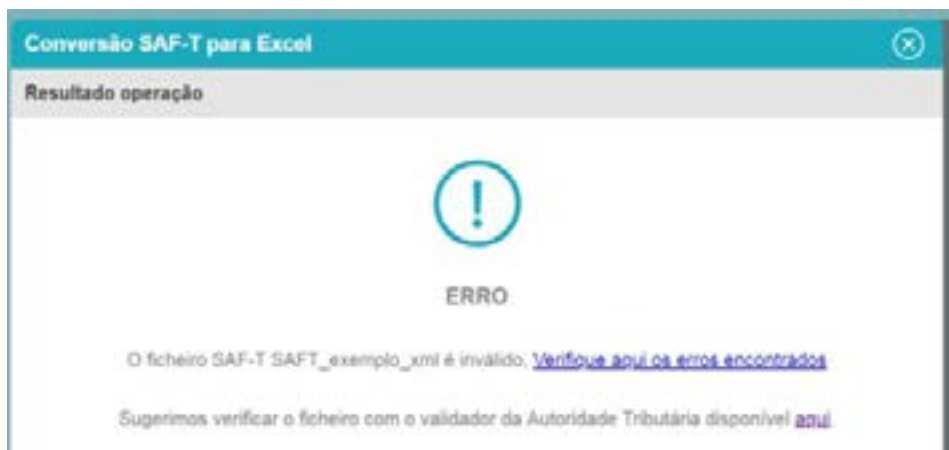 Conversão SAF-T para Excel
Resultado operação
ERRO
O ficheiro SAF-T SAFT_exemplo_xml é inválido. Verifique aqui os erros encontrados
Sugerimos verificar o ficheiro com o validador da Autoridade Tributária disponível aqui